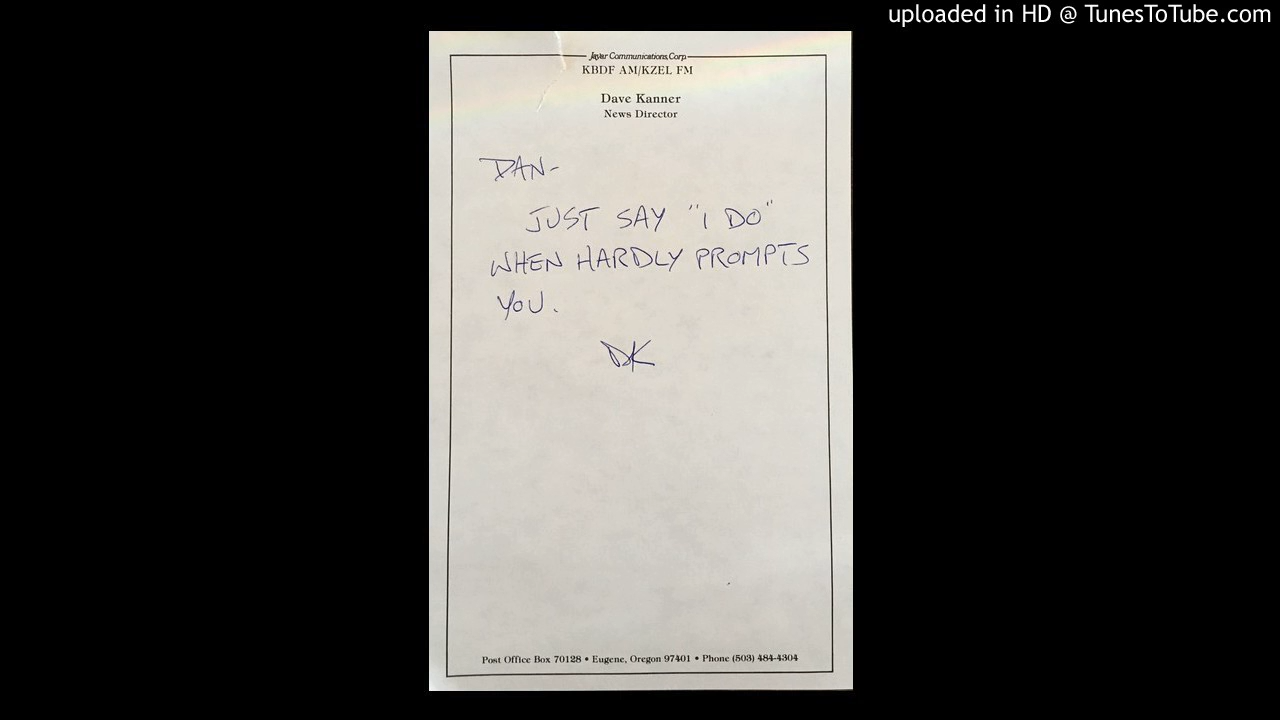 uploaded in HD @ TunesToTube.com
Jayar Communications, Corp.
KBDF AM/KZEL FM
Dave Kanner
News Director
DAN-
JUST SAY "I DO"
WHEN HARDLY PROMPTS
YOU.
DK
Post Office Box 70128 • Eugene, Oregon 97401 • Phone (503) 484-4304